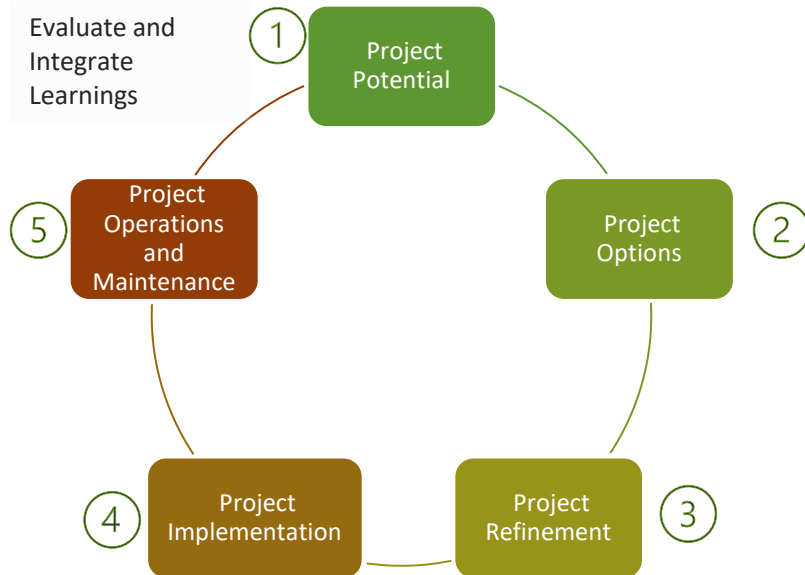 Evaluate and
Integrate
Learnings
1
Project
Potential
2
Project
Options
3
Project
Refinement
4
Project
Implementation
5
Project
Operations
and
Maintenance